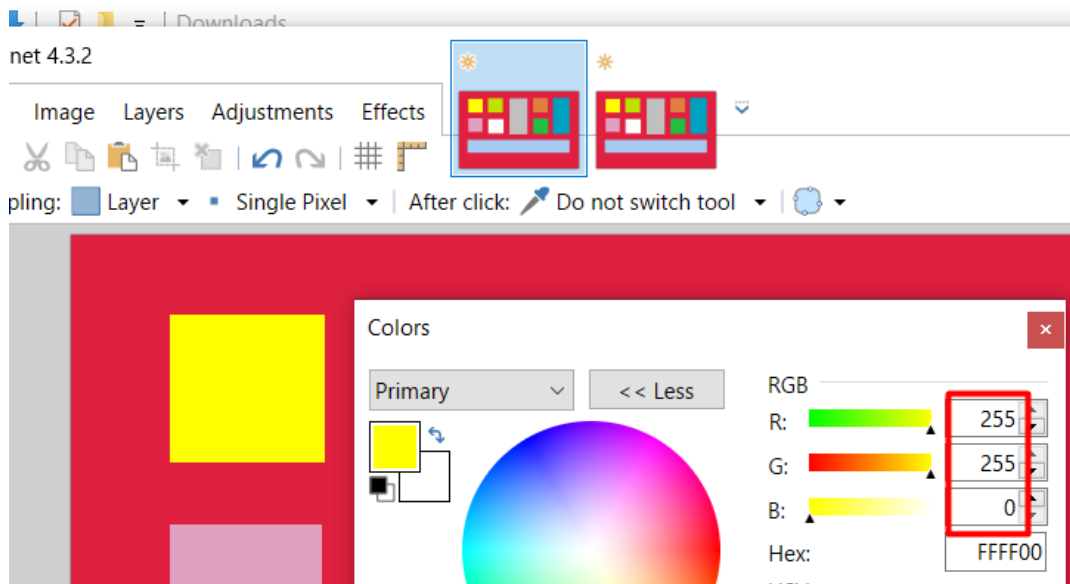 Downloads
net 4.3.2
Image Layers Adjustments Effects
pling: Layer Single Pixel After click: Do not switch tool
Colors
Primary << Less RGB
R: 255
G: 255
B: 0
Hex: FFFF00